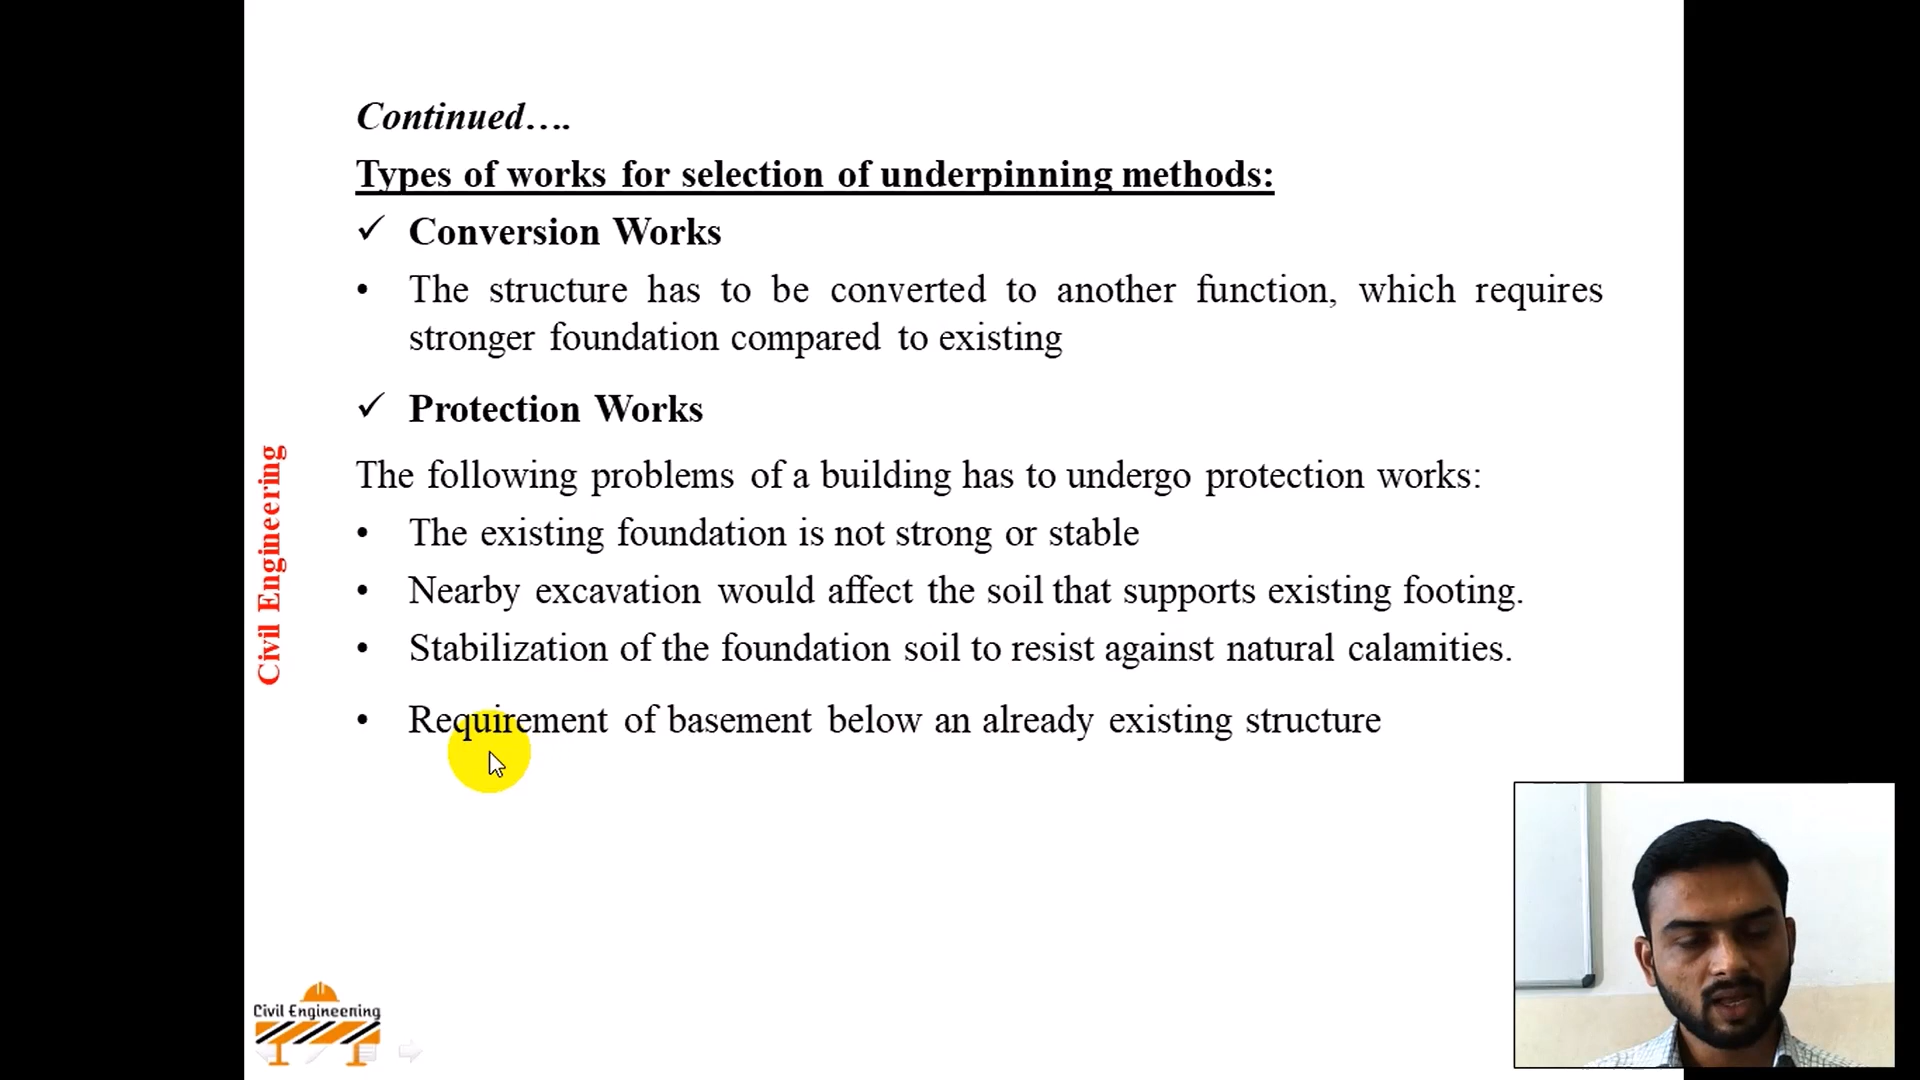 Continued….
Types of works for selection of underpinning methods:
✓ Conversion Works
• The structure has to be converted to another function, which requires
stronger foundation compared to existing
✓ Protection Works
The following problems of a building has to undergo protection works:
• The existing foundation is not strong or stable
• Nearby excavation would affect the soil that supports existing footing.
• Stabilization of the foundation soil to resist against natural calamities.
• Requirement of basement below an already existing structure
Civil Engineering
Civil Engineering